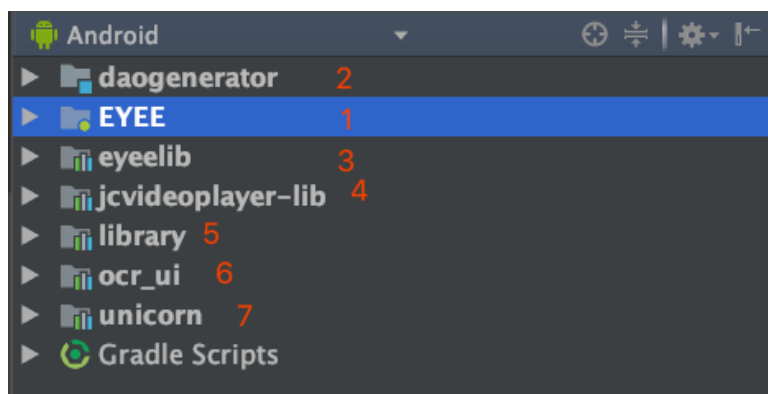 Android
daogenerator 2
EYEE 1
eyeelib 3
jcvideoplayer-lib 4
library 5
ocr_ui 6
unicorn 7
Gradle Scripts